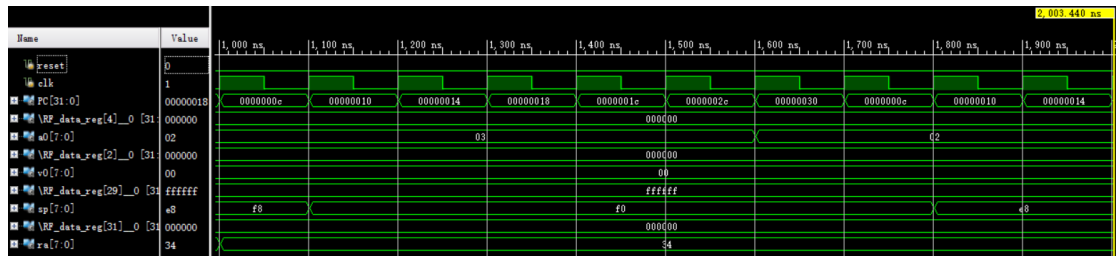 2,003.440 ns
Name Value
1,000 ns 1,100 ns 1,200 ns 1,300 ns 1,400 ns 1,500 ns 1,600 ns 1,700 ns 1,800 ns 1,900 ns
reset 0
clk 1
PC[31:0] 00000018 0000000c 00000010 00000014 00000018 0000001c 0000002c 00000030 0000000c 00000010 00000014
\RF_data_reg[4]__0 [31: 000000 000000
a0[7:0] 02 03 02
\RF_data_reg[2]__0 [31: 000000 000000
v0[7:0] 00 00
\RF_data_reg[29]__0 [31 ffffff ffffff
sp[7:0] e8 f8 f0 e8
\RF_data_reg[31]__0 [31 000000 000000
ra[7:0] 34 34